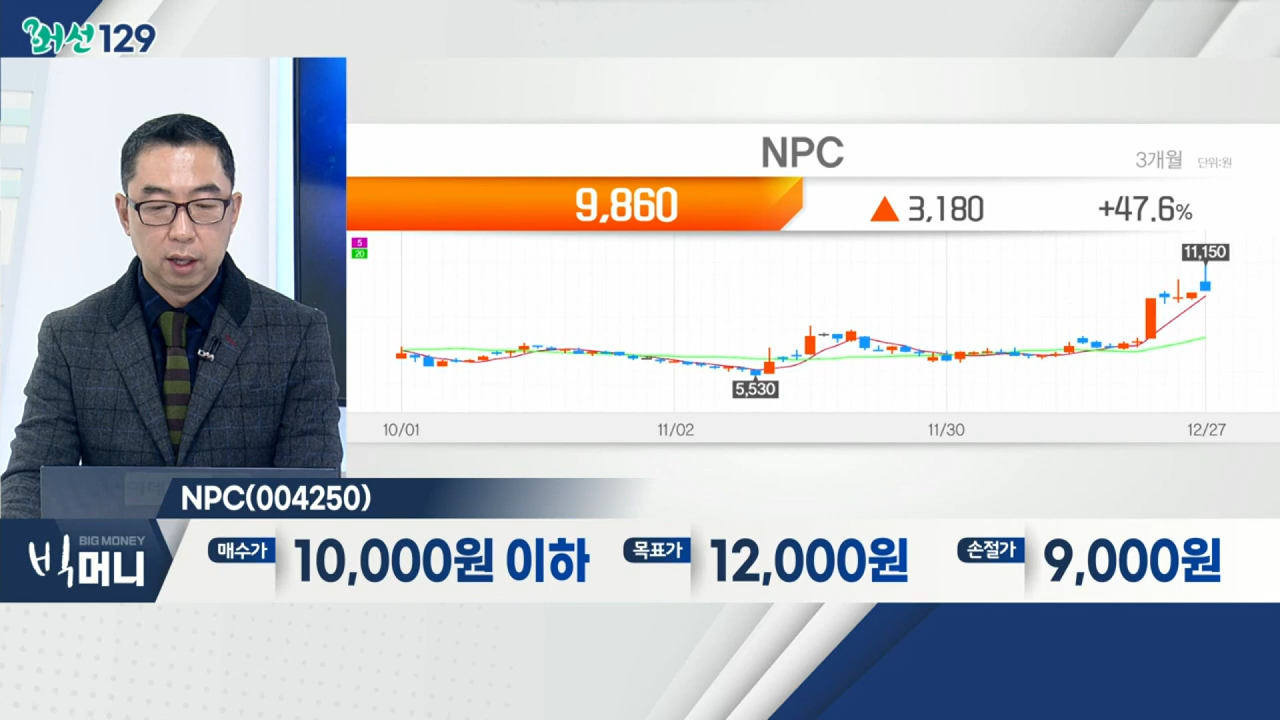 머선129
NPC
3개월 단위:원
9,860 ▲ 3,180 +47.6%
5
20
11,150
5,530
10/01 11/02 11/30 12/27
NPC(004250)
BIG MONEY
빅머니
매수가 10,000원 이하 목표가 12,000원 손절가 9,000원